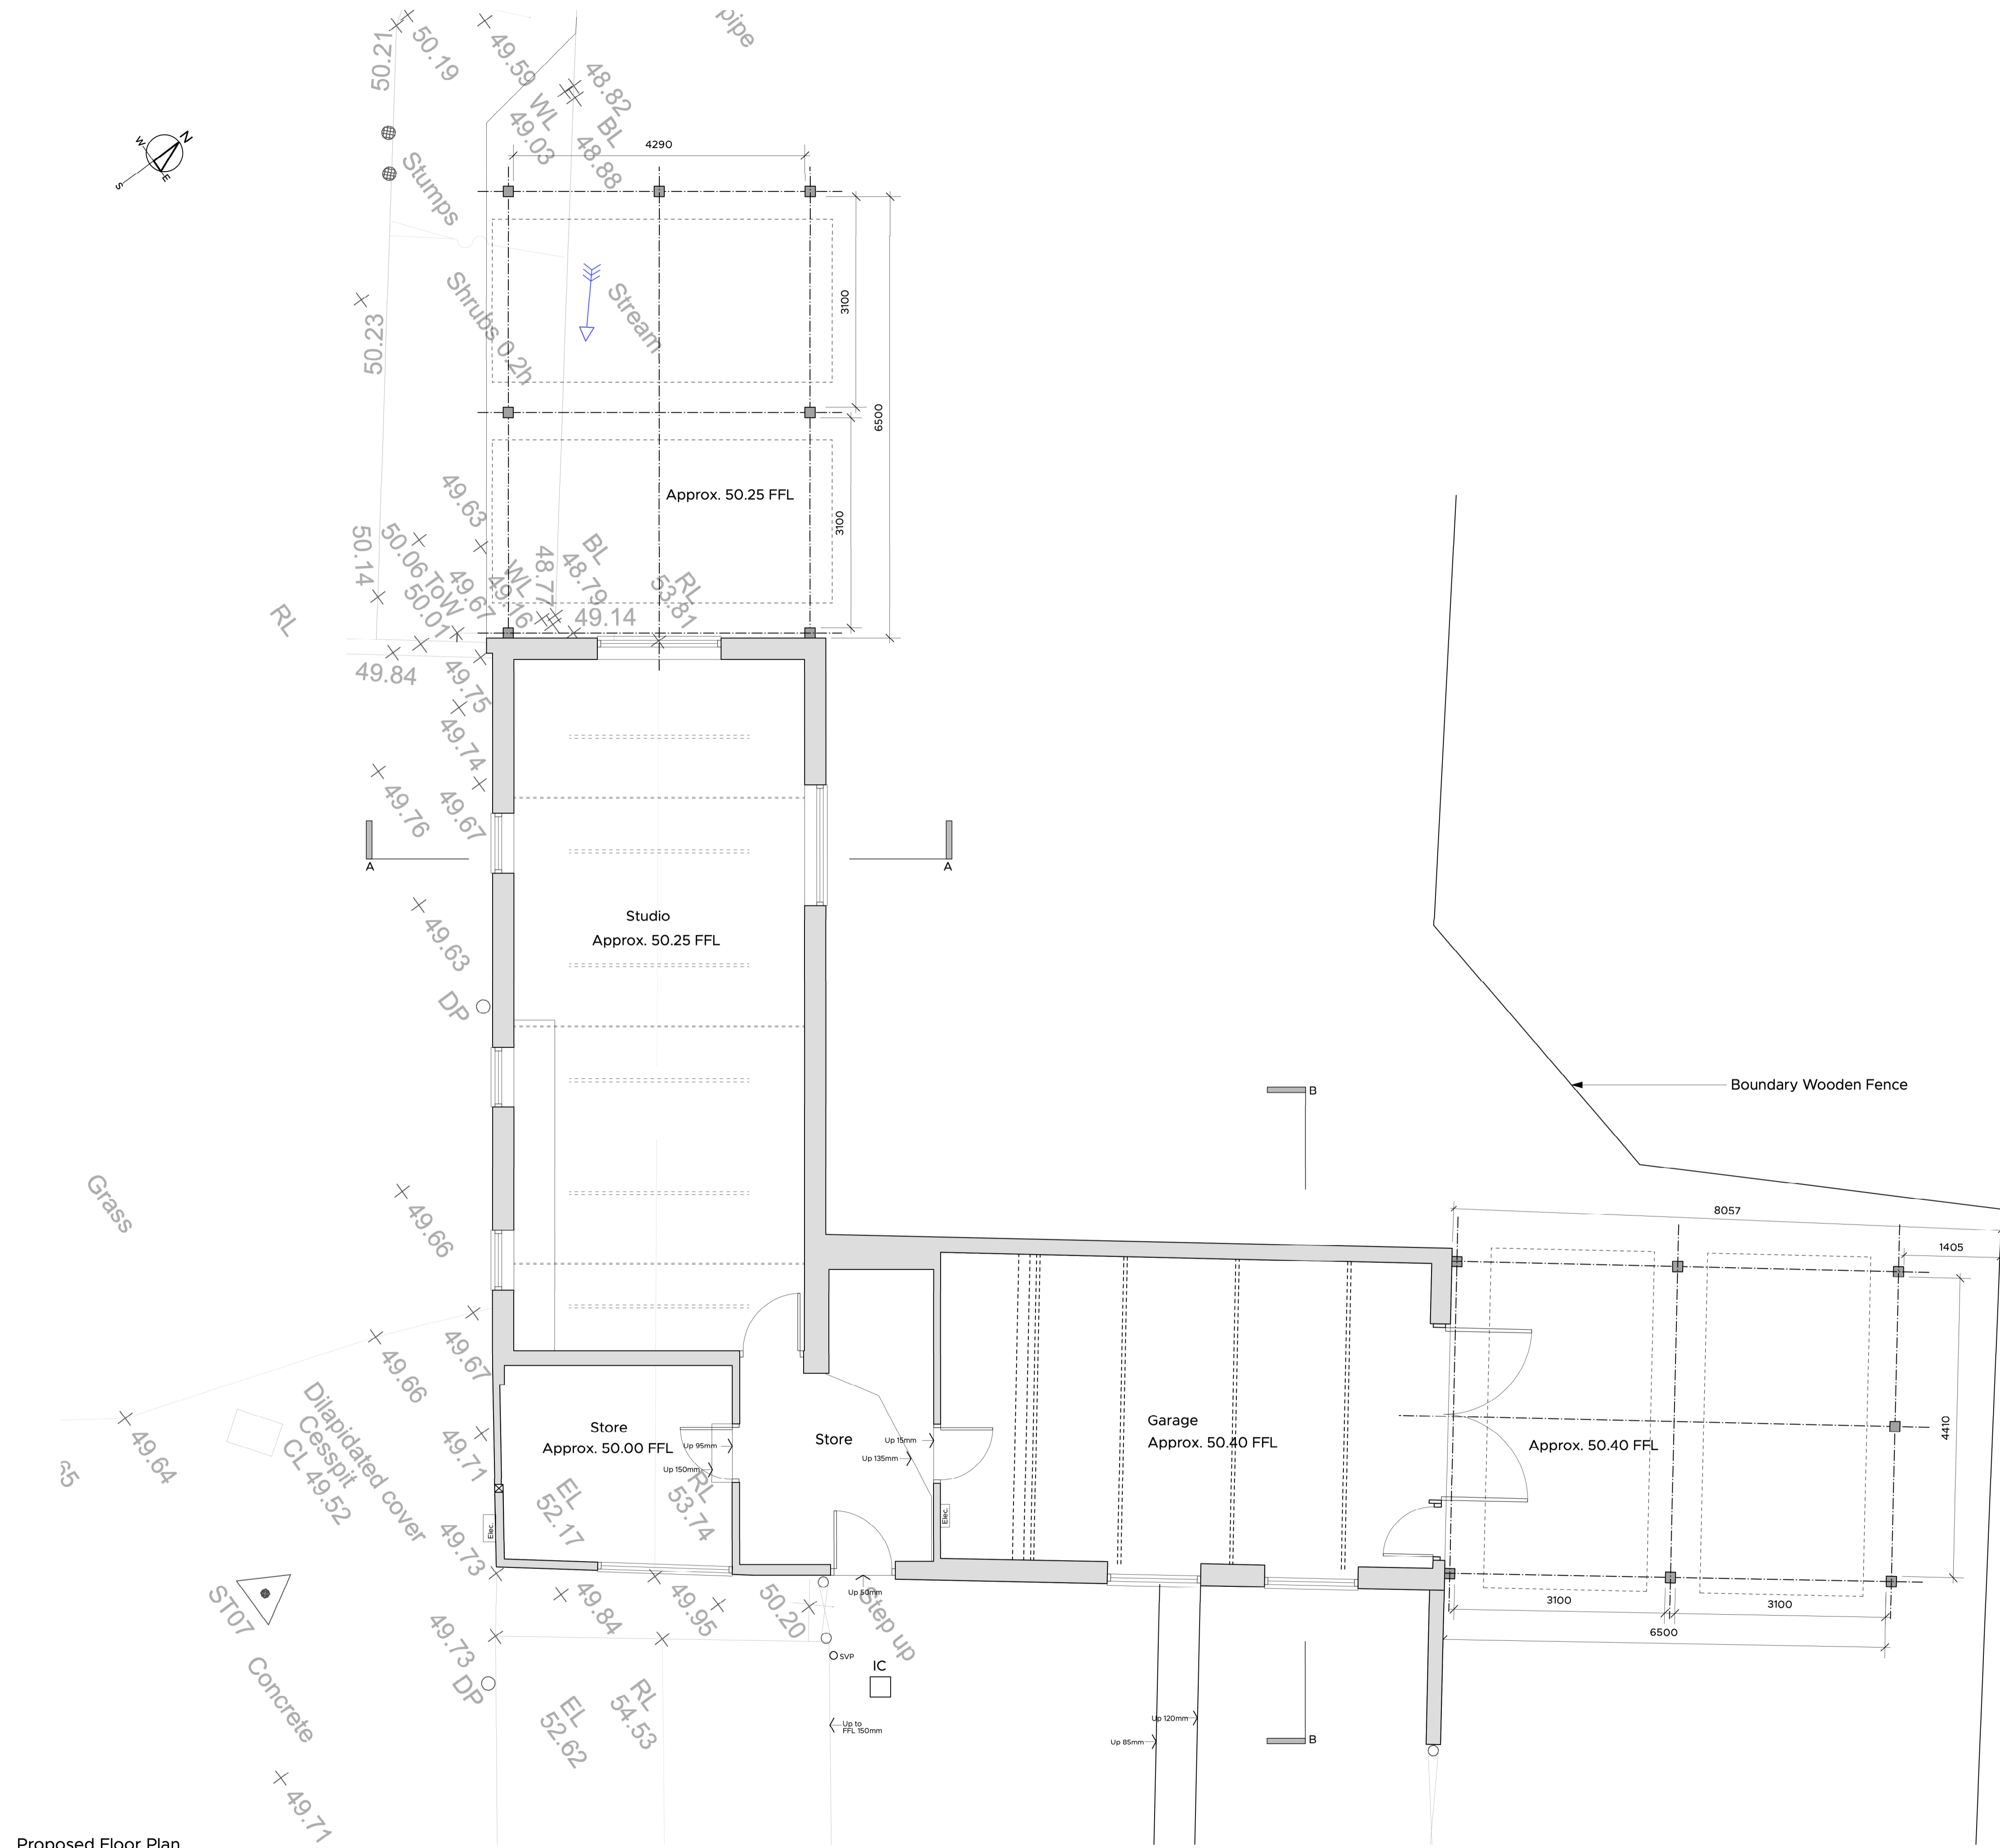 pipe
50.21
50.19
49.59
WL
49.03
48.82
BL
48.88
N
W
E
S
4290
Stumps
Shrubs 0.2h
Stream
50.23
3100
6500
Approx. 50.25 FFL
3100
49.63
50.14
50.06 ToW
50.01
49.67
WL
49.16
48.77
BL
48.79
49.14
RL
53.81
RL
49.84
49.75
49.74
49.76
49.67
A
A
Studio
Approx. 50.25 FFL
49.63
DP
B
Boundary Wooden Fence
Grass
49.66
8057
1405
49.67
49.66
Dilapidated cover
Cesspit
CL 49.52
49.64
65
49.71
Store
Approx. 50.00 FFL
Up 95mm
Up 150mm
Store
Up 15mm
Up 135mm
Garage
Approx. 50.40 FFL
Approx. 50.40 FFL
4410
EL
52.17
RL
53.74
Elec.
Elec.
49.73
ST07
49.84
49.95
50.20
Up 50mm
Step up
3100
3100
6500
49.73
DP
SVP
IC
Concrete
EL
52.62
RL
54.53
Up to
FFL 150mm
Up 120mm
Up 85mm
B
49.71
Proposed Floor Plan